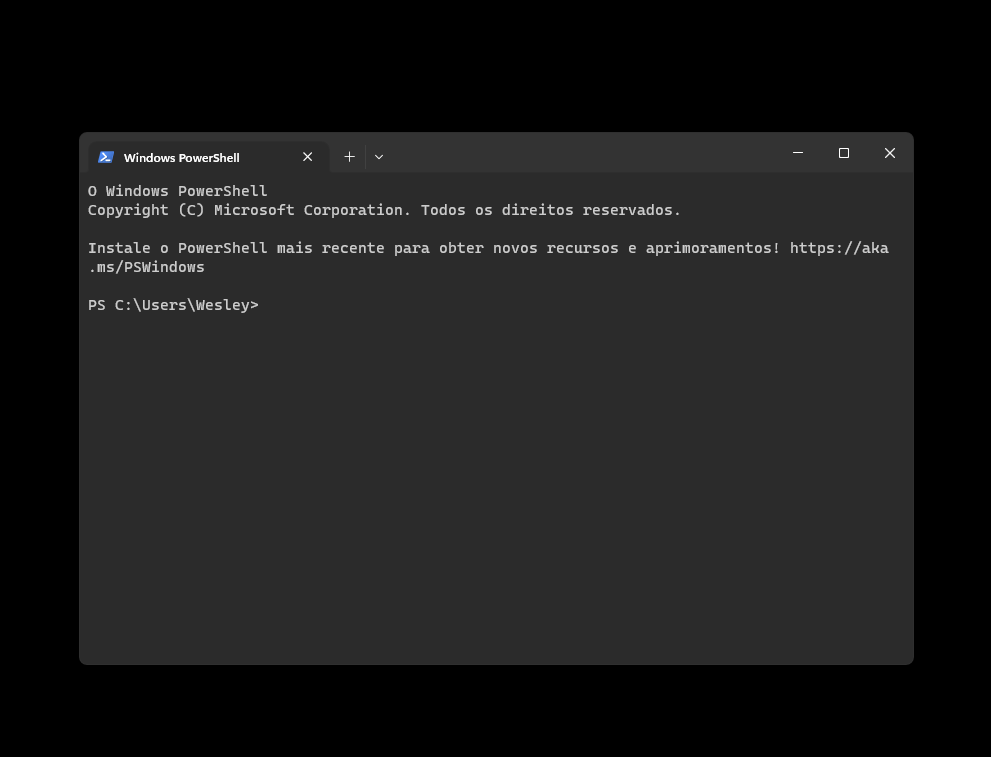 Windows PowerShell
O Windows PowerShell
Copyright (C) Microsoft Corporation. Todos os direitos reservados.
Instale o PowerShell mais recente para obter novos recursos e aprimoramentos! https://aka
.ms/PSWindows
PS C:\Users\Wesley>